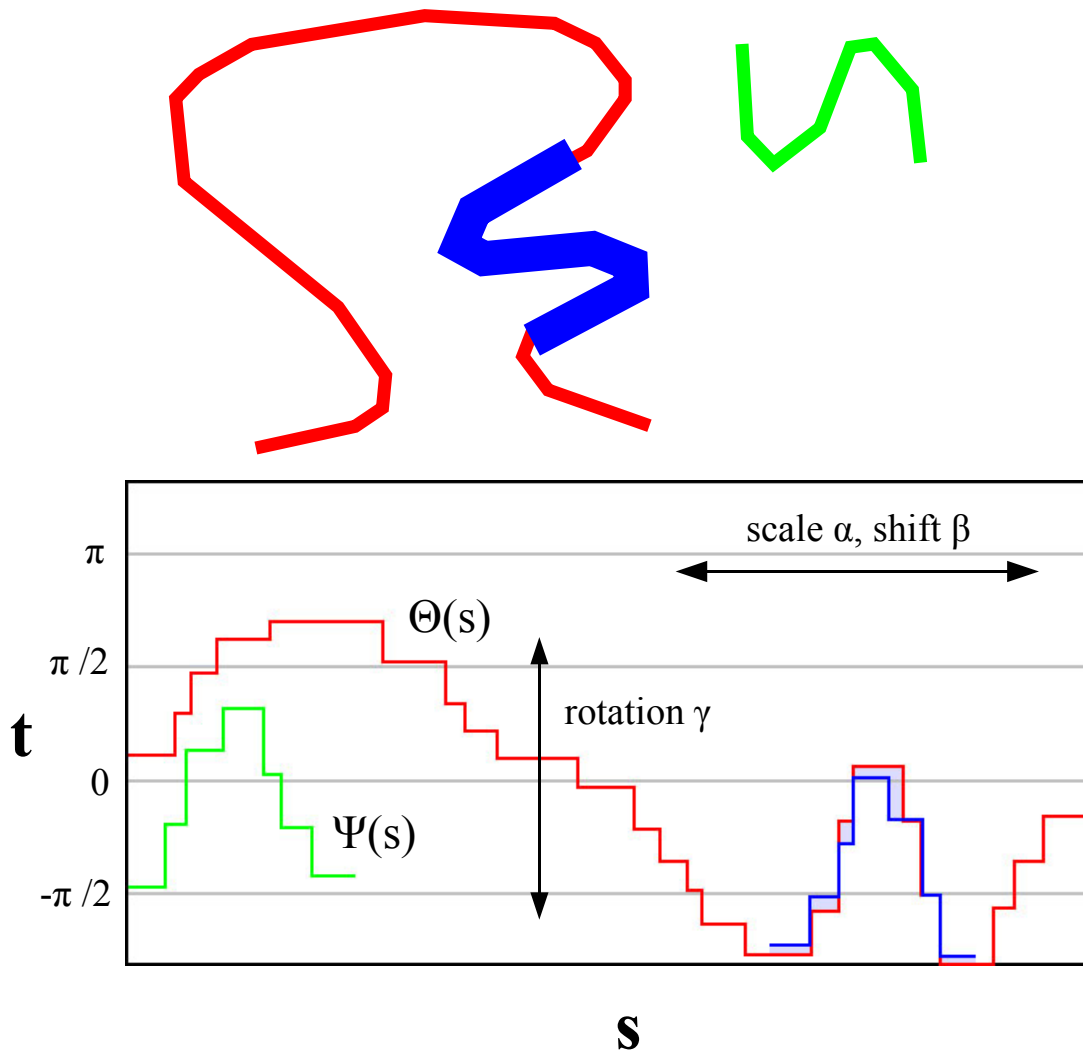 scale α, shift β
π
Θ(s)
π /2
rotation γ
t
0
Ψ(s)
-π /2
s